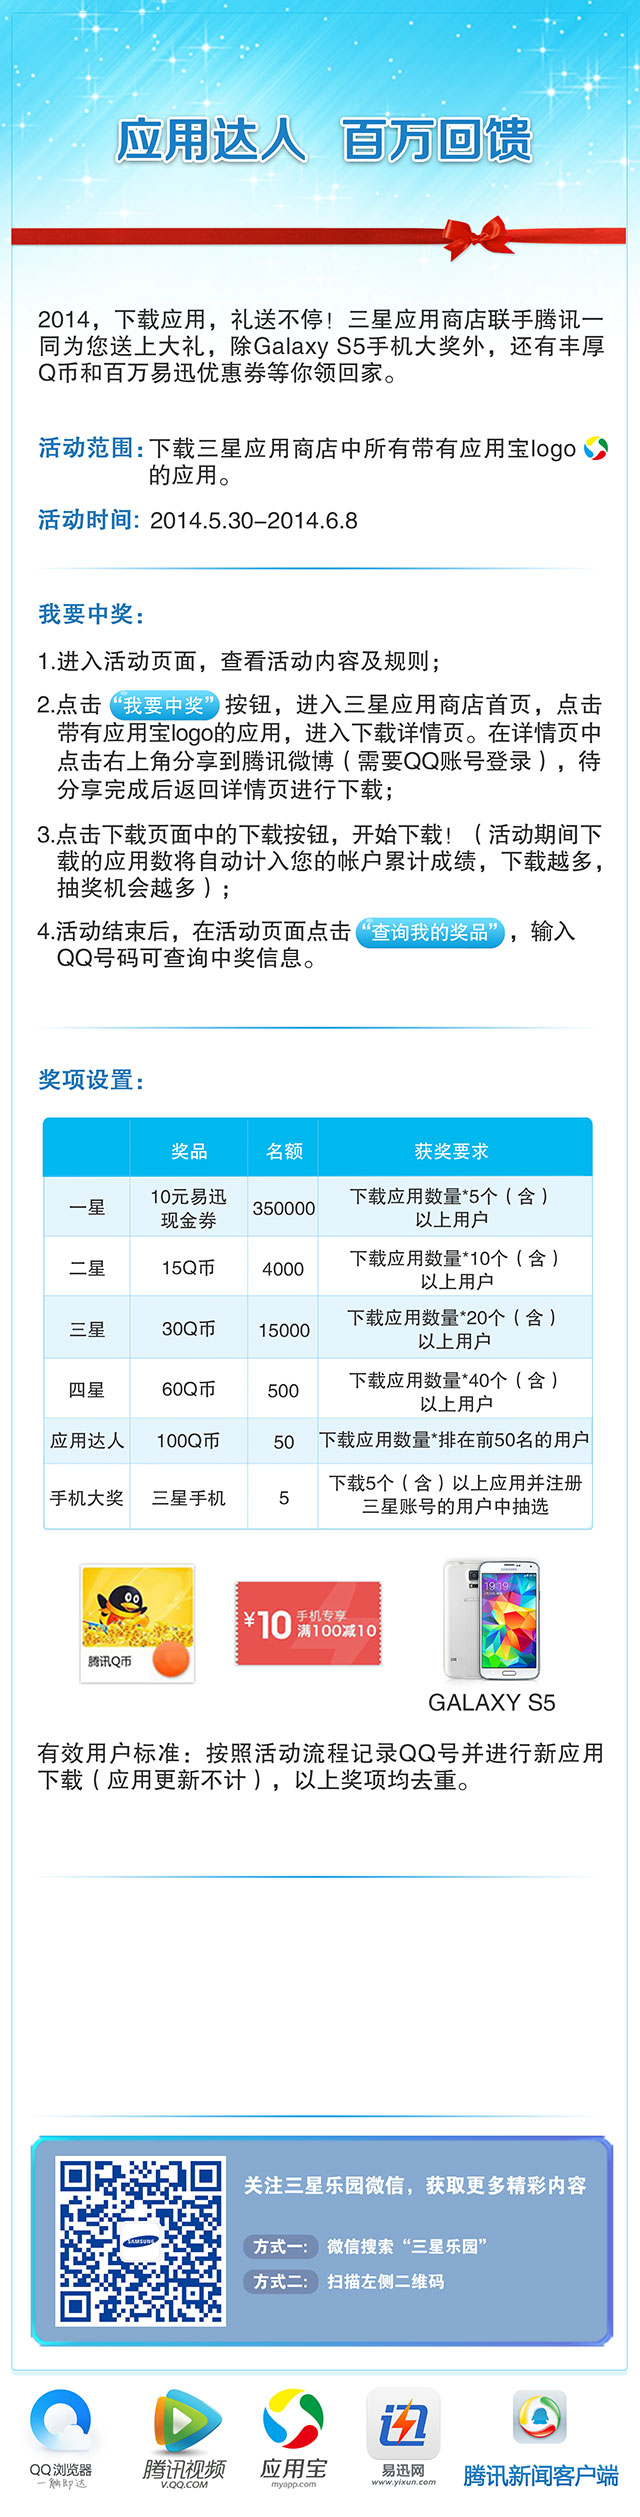 应用达人 百万回馈
2014，下载应用，礼送不停！三星应用商店联手腾讯一
同为您送上大礼，除Galaxy S5手机大奖外，还有丰厚
Q币和百万易迅优惠券等你领回家。
活动范围：下载三星应用商店中所有带有应用宝logo
的应用。
活动时间：2014.5.30-2014.6.8
我要中奖：
1.进入活动页面，查看活动内容及规则；
2.点击“我要中奖”按钮，进入三星应用商店首页，点击
带有应用宝logo的应用，进入下载详情页。在详情页中
点击右上角分享到腾讯微博（需要QQ账号登录），待
分享完成后返回详情页进行下载；
3.点击下载页面中的下载按钮，开始下载！（活动期间下
载的应用数将自动计入您的帐户累计成绩，下载越多，
抽奖机会越多）；
4.活动结束后，在活动页面点击“查询我的奖品”，输入
QQ号码可查询中奖信息。
奖项设置：
奖品 名额 获奖要求
一星 10元易迅现金券 350000 下载应用数量*5个（含）以上用户
二星 15Q币 4000 下载应用数量*10个（含）以上用户
三星 30Q币 15000 下载应用数量*20个（含）以上用户
四星 60Q币 500 下载应用数量*40个（含）以上用户
应用达人 100Q币 50 下载应用数量*排在前50名的用户
手机大奖 三星手机 5 下载5个（含）以上应用并注册三星账号的用户中抽选
腾讯Q币
¥10 手机专享
满100减10
19:19
SAMSUNG
GALAXY S5
有效用户标准：按照活动流程记录QQ号并进行新应用
下载（应用更新不计），以上奖项均去重。
关注三星乐园微信，获取更多精彩内容
SAMSUNG
方式一： 微信搜索“三星乐园”
方式二： 扫描左侧二维码
QQ浏览器
一触即达
腾讯视频
V.QQ.COM
应用宝
myapp.com
迅
易迅网
www.yixun.com
腾讯新闻客户端